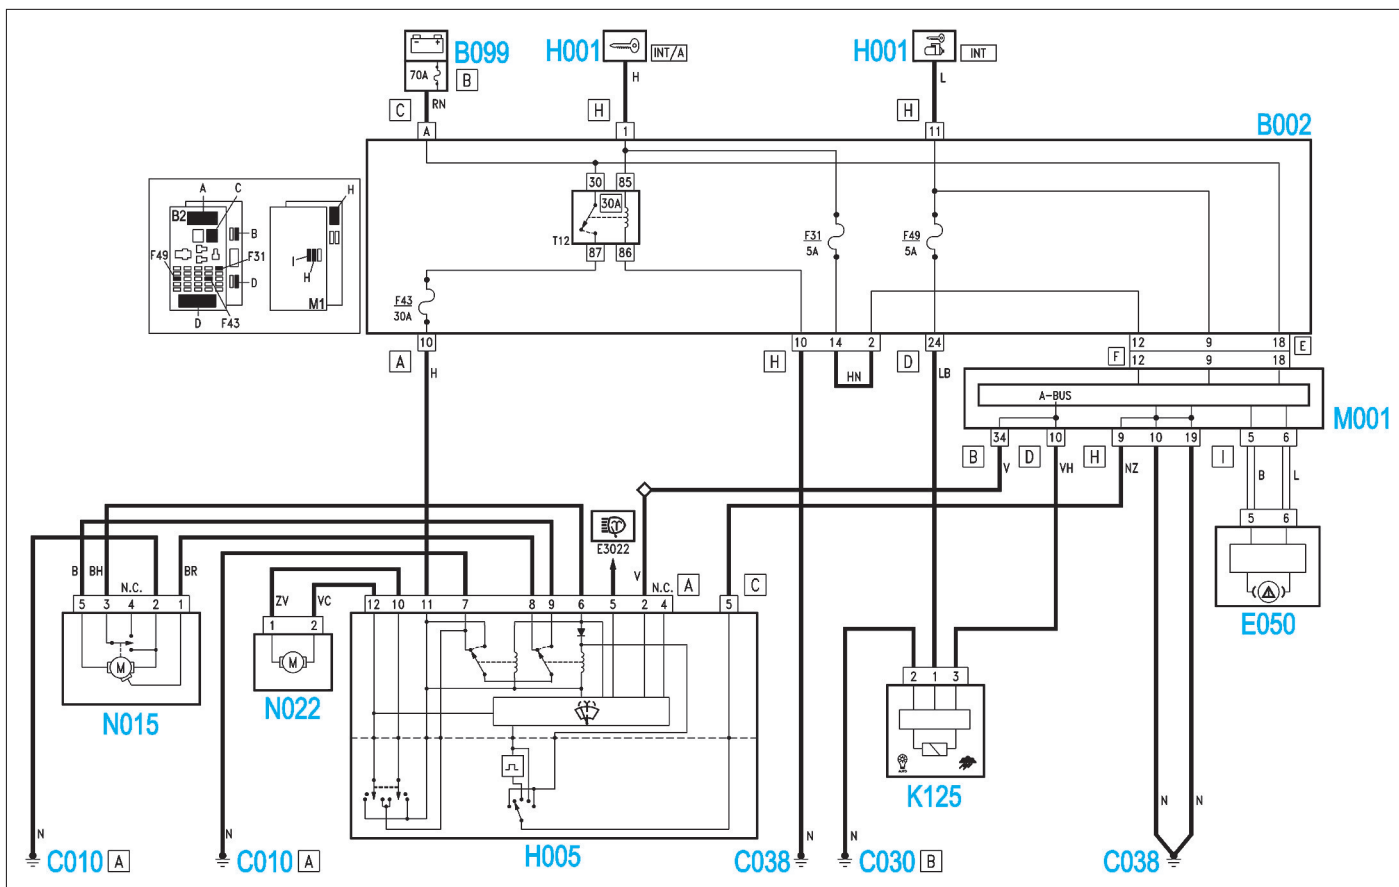 B099
70A
B
RN
C
A
H001
INT/A
H
H
1
H001
INT
L
H
11
B002
30 85
30A
T12
87 86
F31
5A
F49
5A
F43
30A
A C H
B2
B
F49
F31
I
H
D
M1
D F43
10
A
H
10 14 2
H
HN
24
D
LB
12 9 18
E
F
12 9 18
A-BUS
M001
34 10 9 10 19 5 6
B D H I
V VH NZ
B L
5 6
E050
E3022
V
N.C.
A C
B BH N.C. BR
5 3 4 2 1
M
N015
ZV VC
1 2
M
N022
12 10 11 7 8 9 6 5 2 4 5
H005
2 1 3
AUTO
K125
N
C010 A
N
C010 A
N
C038
N
C030 B
N N
C038